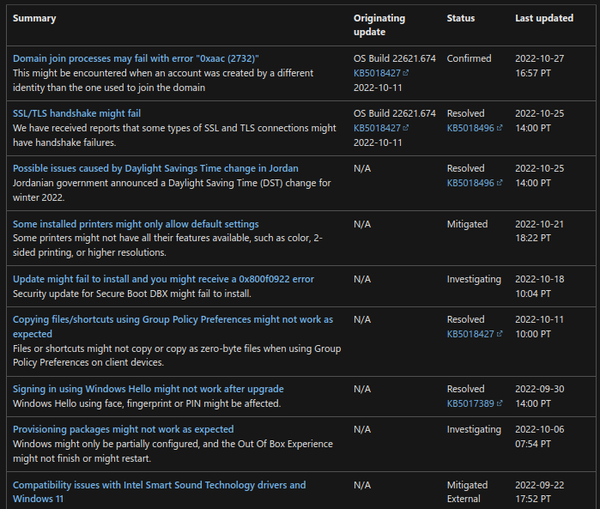 Summary Originating update Status Last updated
Domain join processes may fail with error "0xaac (2732)"
This might be encountered when an account was created by a different
identity than the one used to join the domain
OS Build 22621.674
KB5018427
2022-10-11
Confirmed
2022-10-27
16:57 PT
SSL/TLS handshake might fail
We have received reports that some types of SSL and TLS connections might
have handshake failures.
OS Build 22621.674
KB5018427
2022-10-11
Resolved
KB5018496
2022-10-25
14:00 PT
Possible issues caused by Daylight Savings Time change in Jordan
Jordanian government announced a Daylight Saving Time (DST) change for
winter 2022.
N/A
Resolved
KB5018496
2022-10-25
14:00 PT
Some installed printers might only allow default settings
Some printers might not have all their features available, such as color, 2-
sided printing, or higher resolutions.
N/A
Mitigated
2022-10-21
18:22 PT
Update might fail to install and you might receive a 0x800f0922 error
Security update for Secure Boot DBX might fail to install.
N/A
Investigating
2022-10-18
10:04 PT
Copying files/shortcuts using Group Policy Preferences might not work as
expected
Files or shortcuts might not copy or copy as zero-byte files when using Group
Policy Preferences on client devices.
N/A
Resolved
KB5018427
2022-10-11
10:00 PT
Signing in using Windows Hello might not work after upgrade
Windows Hello using face, fingerprint or PIN might be affected.
N/A
Resolved
KB5017389
2022-09-30
14:00 PT
Provisioning packages might not work as expected
Windows might only be partially configured, and the Out Of Box Experience
might not finish or might restart.
N/A
Investigating
2022-10-06
07:54 PT
Compatibility issues with Intel Smart Sound Technology drivers and
Windows 11
N/A
Mitigated
External
2022-09-22
17:52 PT